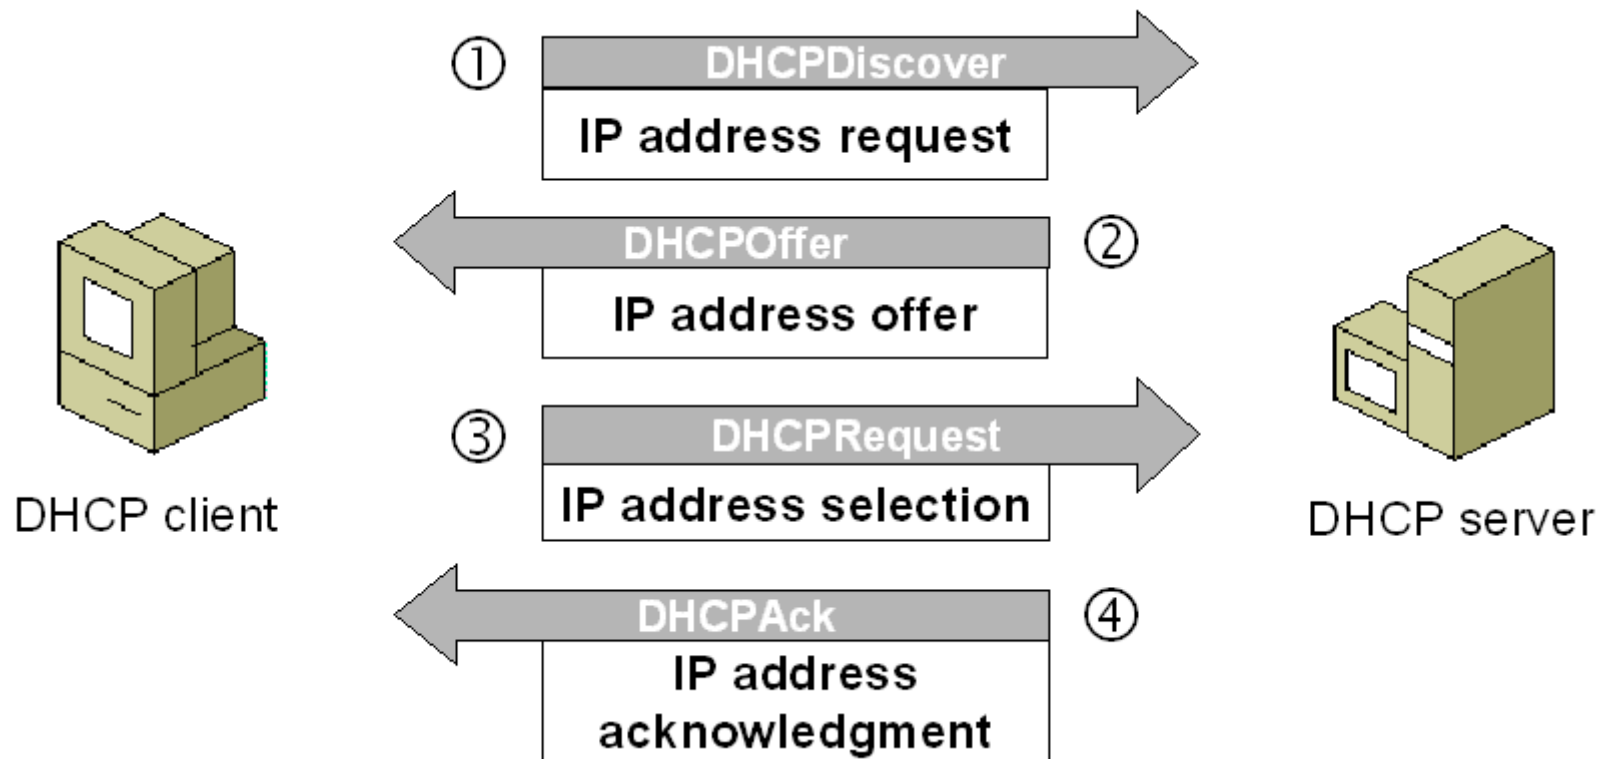 ① DHCPDiscover
IP address request
DHCPOffer ②
IP address offer
③ DHCPRequest
IP address selection
DHCP client
DHCP server
DHCPAck ④
IP address
acknowledgment